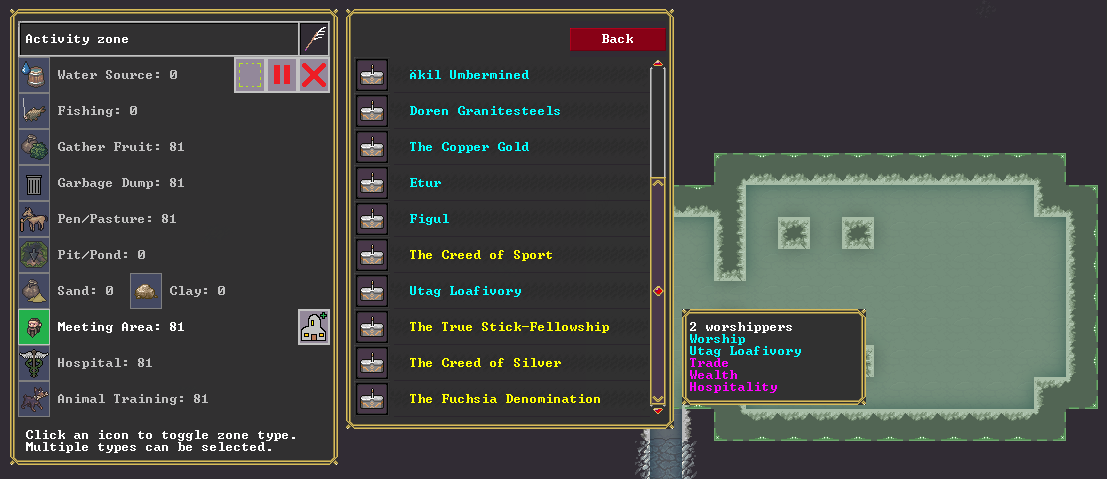 Activity zone
Water Source: 0
Fishing: 0
Gather Fruit: 81
Garbage Dump: 81
Pen/Pasture: 81
Pit/Pond: 0
Sand: 0 Clay: 0
Meeting Area: 81
Hospital: 81
Animal Training: 81
Click an icon to toggle zone type.
Multiple types can be selected.
Back
Äkil Umbermined
Doren Granitesteels
The Copper Gold
Etur
Figul
The Creed of Sport
Utag Loafivory
The True Stick-Fellowship
The Creed of Silver
The Fuchsia Denomination
2 worshippers
Worship
Utag Loafivory
Trade
Wealth
Hospitality